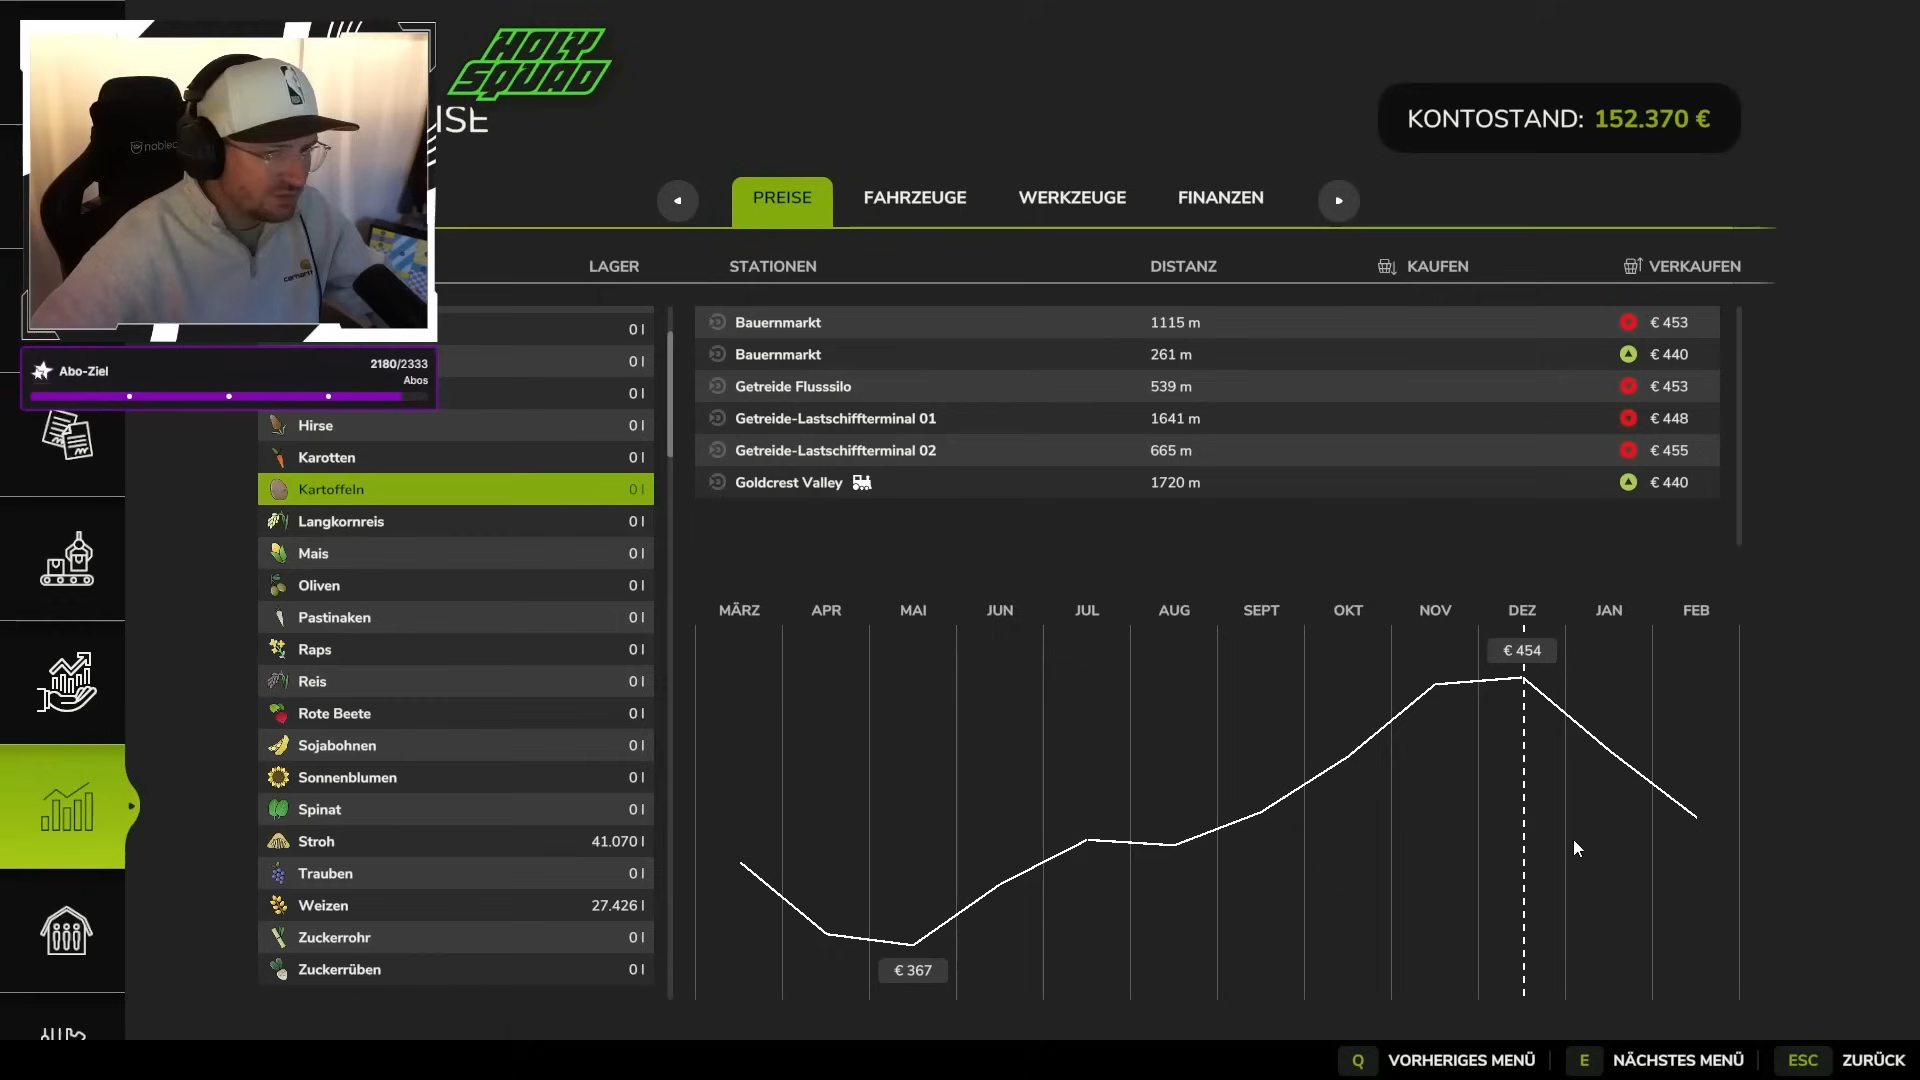 HOLY
SQUAD
ISE
KONTOSTAND: 152.370 €
PREISE FAHRZEUGE WERKZEUGE FINANZEN
LAGER STATIONEN DISTANZ KAUFEN VERKAUFEN
noblec
carhartt
Abo-Ziel 2180/2333
Abos
0 l
0 l
0 l
Hirse 0 l
Karotten 0 l
Kartoffeln 0 l
Langkornreis 0 l
Mais 0 l
Oliven 0 l
Pastinaken 0 l
Raps 0 l
Reis 0 l
Rote Beete 0 l
Sojabohnen 0 l
Sonnenblumen 0 l
Spinat 0 l
Stroh 41.070 l
Trauben 0 l
Weizen 27.426 l
Zuckerrohr 0 l
Zuckerrüben 0 l
Bauernmarkt 1115 m € 453
Bauernmarkt 261 m € 440
Getreide Flusssilo 539 m € 453
Getreide-Lastschiffterminal 01 1641 m € 448
Getreide-Lastschiffterminal 02 665 m € 455
Goldcrest Valley 1720 m € 440
MÄRZ APR MAI JUN JUL AUG SEPT OKT NOV DEZ JAN FEB
€ 454
€ 367
Q VORHERIGES MENÜ E NÄCHSTES MENÜ ESC ZURÜCK